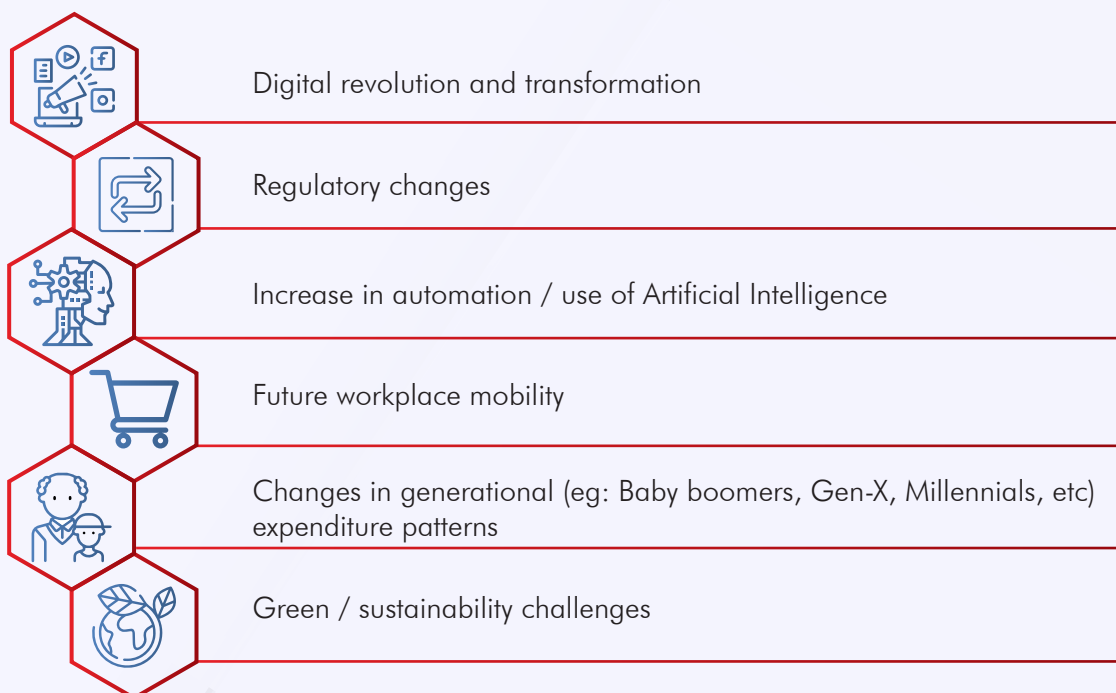 Digital revolution and transformation
Regulatory changes
Increase in automation / use of Artificial Intelligence
Future workplace mobility
Changes in generational (eg: Baby boomers, Gen-X, Millennials, etc)
expenditure patterns
Green / sustainability challenges